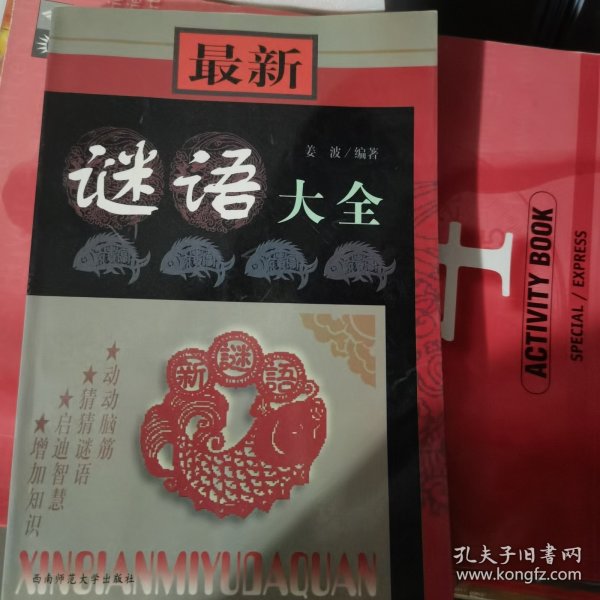 最新
姜 波/编著
谜语大全
新謎語
★动动脑筋
★猜猜谜语
★启迪智慧
★增加知识
XINQIANMIYUDAQUAN
西南师范大学出版社
ACTIVITY BOOK
SPECIAL / EXPRESS
孔夫子旧书网
www.kongfz.com